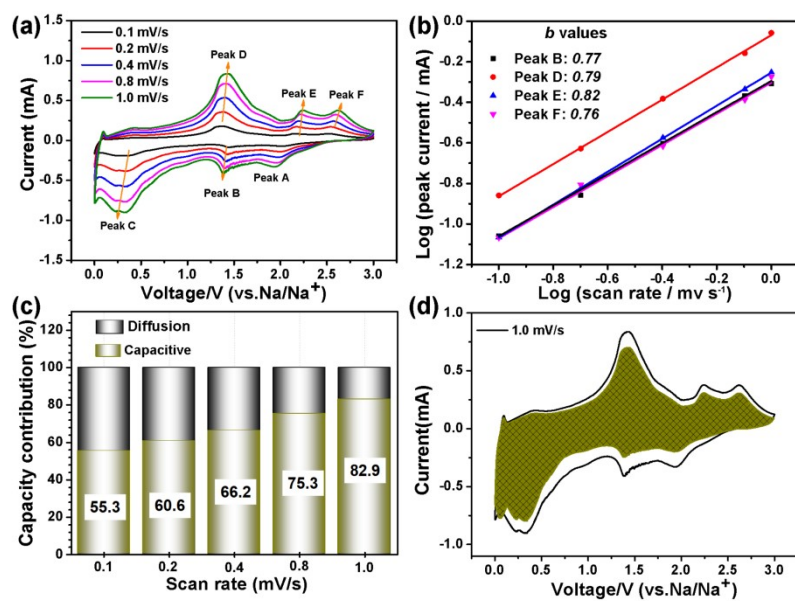 (a)
0.1 mV/s
0.2 mV/s
0.4 mV/s
0.8 mV/s
1.0 mV/s
Peak D
Peak E
Peak F
Peak B
Peak A
Peak C
1.5
1.0
0.5
0.0
-0.5
-1.0
-1.5
Current (mA)
0.0 0.5 1.0 1.5 2.0 2.5 3.0
Voltage/V (vs.Na/Na⁺)
(b)
b values
Peak B: 0.77
Peak D: 0.79
Peak E: 0.82
Peak F: 0.76
0.0
-0.2
-0.4
-0.6
-0.8
-1.0
-1.2
Log (peak current / mA)
-1.0 -0.8 -0.6 -0.4 -0.2 0.0
Log (scan rate / mv s⁻¹)
(c)
Diffusion
Capacitive
120
100
80
60
40
20
0
Capacity contribution (%)
55.3
60.6
66.2
75.3
82.9
0.1 0.2 0.4 0.8 1.0
Scan rate (mV/s)
(d)
1.0 mV/s
1.0
0.5
0.0
-0.5
-1.0
Current(mA)
0.0 0.5 1.0 1.5 2.0 2.5 3.0
Voltage/V (vs.Na/Na⁺)